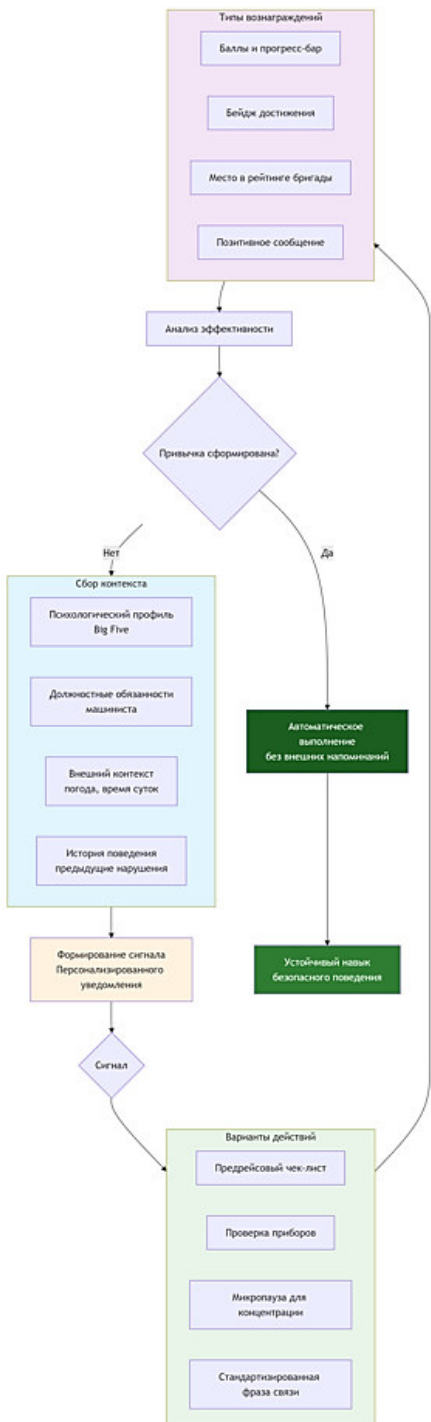 Типы вознаграждений
Баллы и прогресс-бар
Бейдж достижения
Место в рейтинге бригады
Позитивное сообщение
Анализ эффективности
Привычка сформирована?
Нет
Да
Сбор контекста
Психологический профиль
Big Five
Должностные обязанности
машиниста
Внешний контекст
погода, время суток
История поведения
предыдущие нарушения
Автоматическое
выполнение
без внешних напоминаний
Формирование сигнала
Персонализированного
уведомления
Устойчивый навык
безопасного поведения
Сигнал
Варианты действий
Предрейсовый чек-лист
Проверка приборов
Микропауза для
концентрации
Стандартизированная
фраза связи